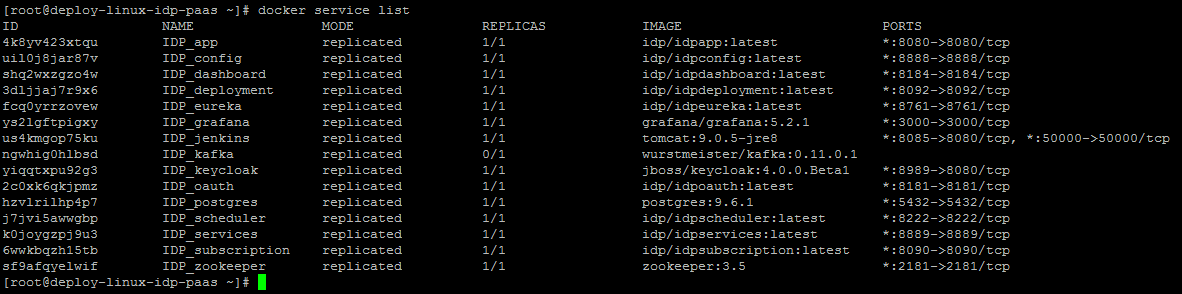 [root@deploy-linux-idp-paas ~]# docker service list
ID NAME MODE REPLICAS IMAGE PORTS
4k8yv423xtqu IDP_app replicated 1/1 idp/idpapp:latest *:8080->8080/tcp
uil0j8jar87v IDP_config replicated 1/1 idp/idpconfig:latest *:8888->8888/tcp
shq2wxzgzo4w IDP_dashboard replicated 1/1 idp/idpdashboard:latest *:8184->8184/tcp
3dljjaj7r9x6 IDP_deployment replicated 1/1 idp/idpdeployment:latest *:8092->8092/tcp
fcq0yrrzovew IDP_eureka replicated 1/1 idp/idpeureka:latest *:8761->8761/tcp
ys2lgftpigxy IDP_grafana replicated 1/1 grafana/grafana:5.2.1 *:3000->3000/tcp
us4kmgop75ku IDP_jenkins replicated 1/1 tomcat:9.0.5-jre8 *:8085->8080/tcp, *:50000->50000/tcp
ngwhig0hlbsd IDP_kafka replicated 0/1 wurstmeister/kafka:0.11.0.1
yiqqtxpu92g3 IDP_keycloak replicated 1/1 jboss/keycloak:4.0.0.Beta1 *:8989->8080/tcp
2c0xk6qkjpmz IDP_oauth replicated 1/1 idp/idpoauth:latest *:8181->8181/tcp
hzvlrilhp4p7 IDP_postgres replicated 1/1 postgres:9.6.1 *:5432->5432/tcp
j7jvi5awwgbp IDP_scheduler replicated 1/1 idp/idpscheduler:latest *:8222->8222/tcp
k0joygzpj9u3 IDP_services replicated 1/1 idp/idpservices:latest *:8889->8889/tcp
6wwkbqzhl5tb IDP_subscription replicated 1/1 idp/idpsubscription:latest *:8090->8090/tcp
sf9afqyelwif IDP_zookeeper replicated 1/1 zookeeper:3.5 *:2181->2181/tcp
[root@deploy-linux-idp-paas ~]#